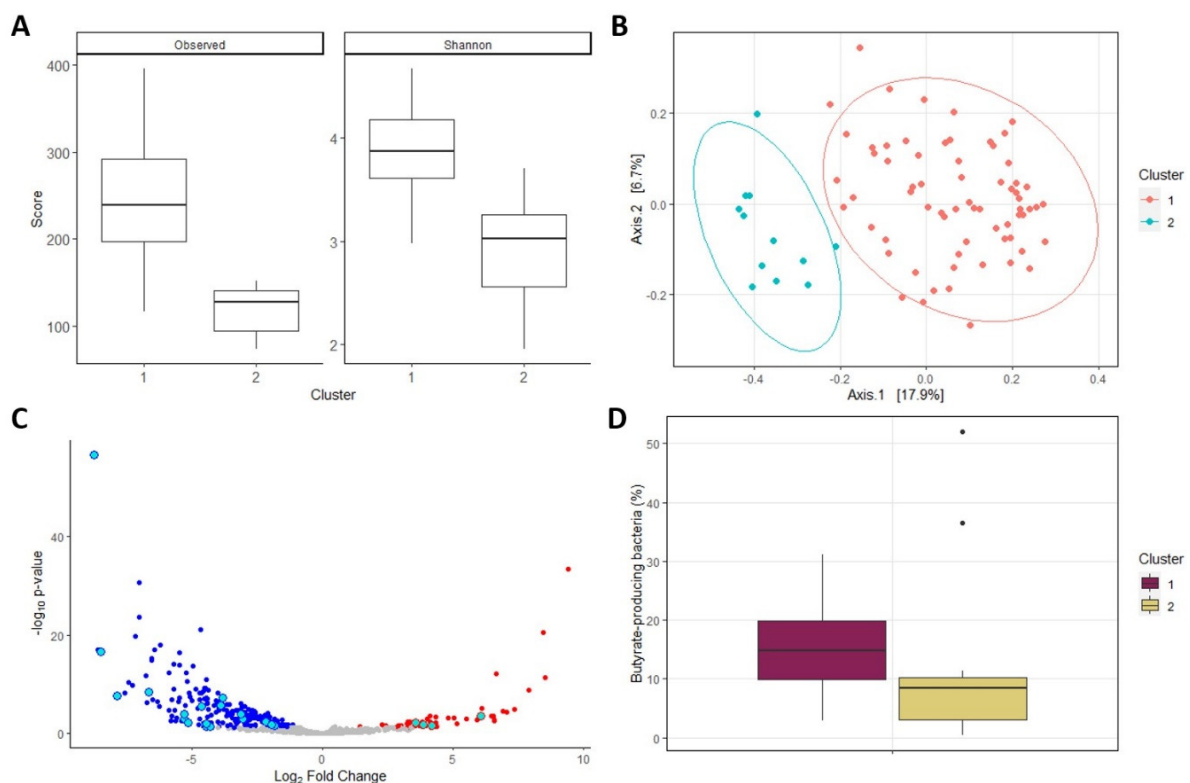 A
Observed
Shannon
Score
400
300
200
100
4
3
2
1
2
1
2
Cluster
B
Axis.2 [6.7%]
0.2
0.0
-0.2
-0.4
-0.2
0.0
0.2
0.4
Axis.1 [17.9%]
Cluster
1
2
C
-log10 p-value
40
20
0
-5
0
5
10
Log2 Fold Change
D
Butyrate-producing bacteria (%)
50
40
30
20
10
0
Cluster
1
2